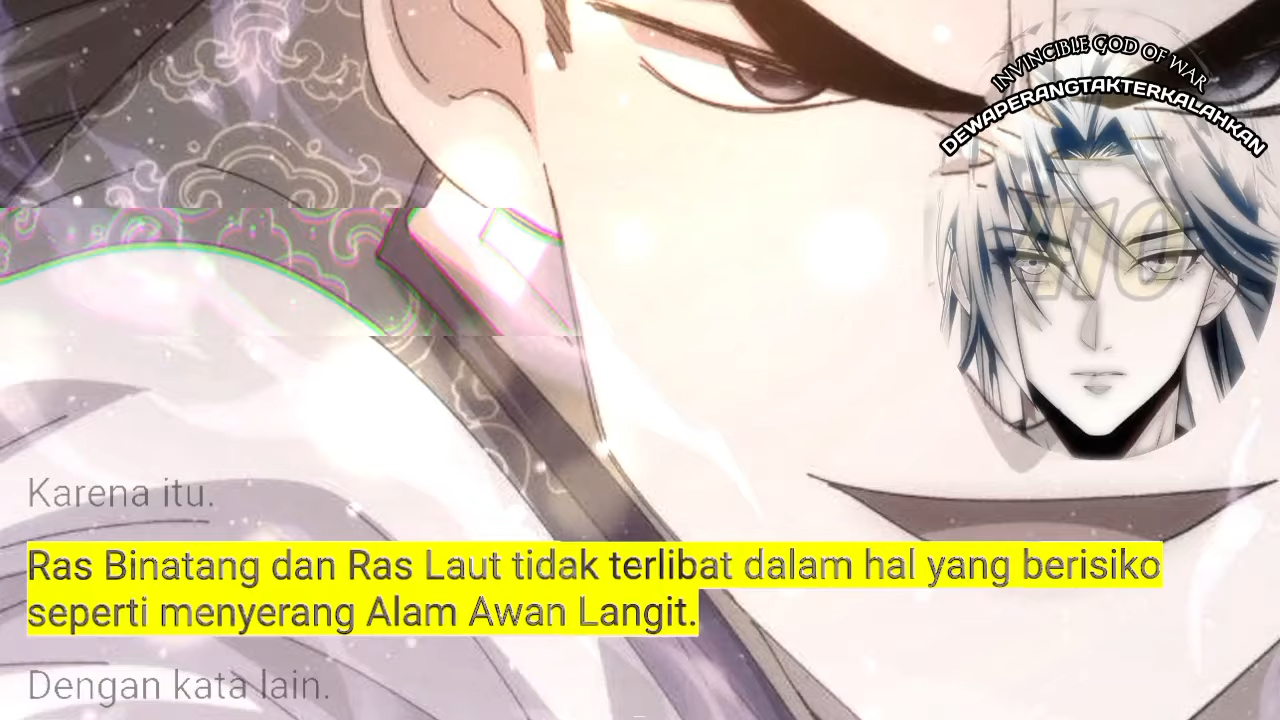 INVINCIBLE GOD OF WAR
DEWAPERANGTAKTERKALAHKAN
Karena itu.
Ras Binatang dan Ras Laut tidak terlibat dalam hal yang berisiko
seperti menyerang Alam Awan Langit.
Dengan kata lain.